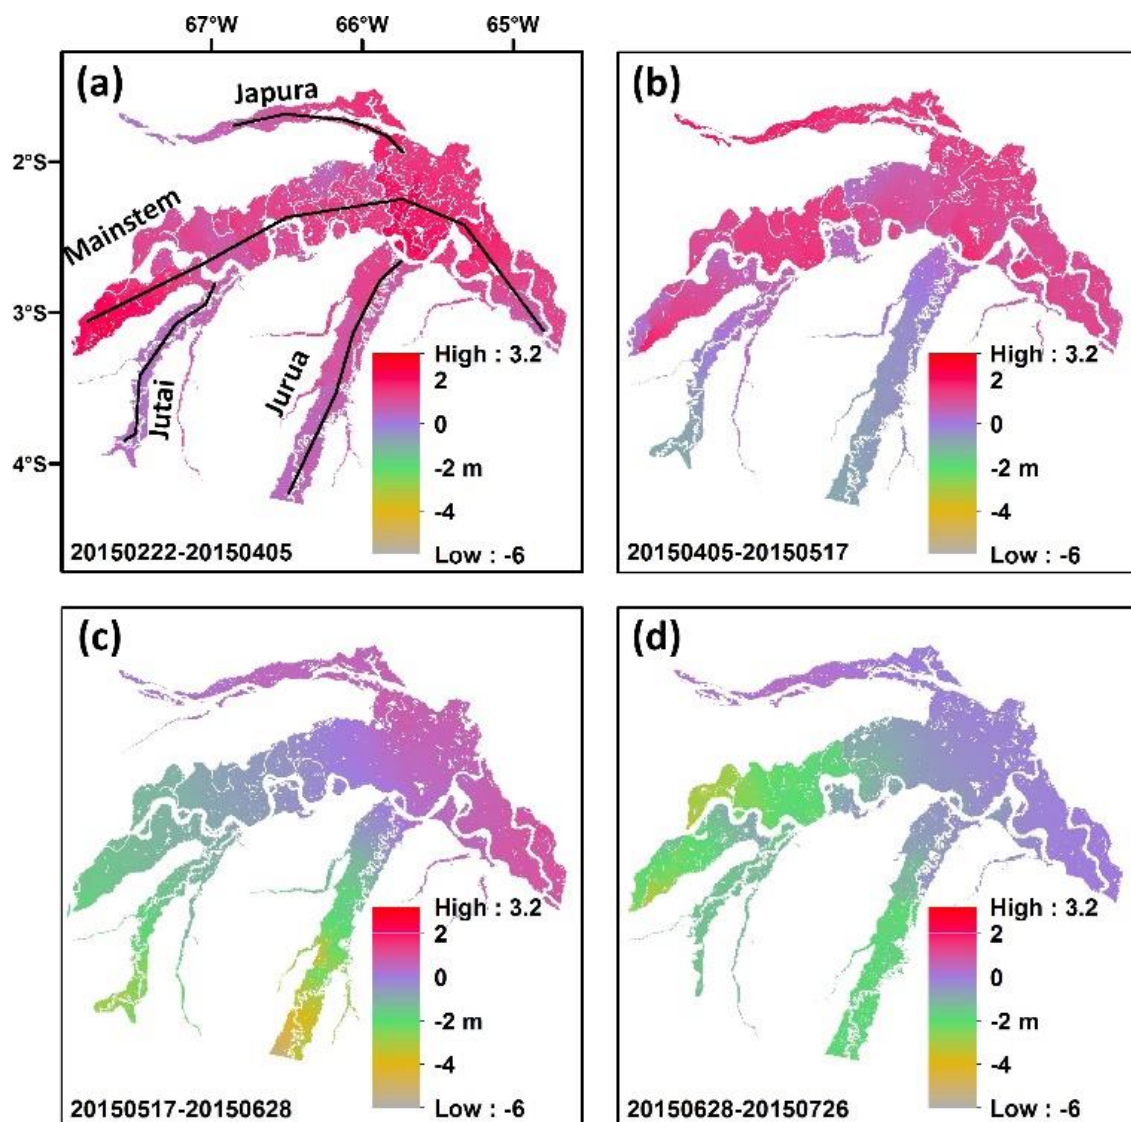 67°W 66°W 65°W
(a)
Japura
2°S
Mainstem
3°S
Jutai
Jurua
4°S
High : 3.2
2
0
-2 m
-4
Low : -6
20150222-20150405
(b)
High : 3.2
2
0
-2 m
-4
Low : -6
20150405-20150517
(c)
High : 3.2
2
0
-2 m
-4
Low : -6
20150517-20150628
(d)
High : 3.2
2
0
-2 m
-4
Low : -6
20150628-20150726